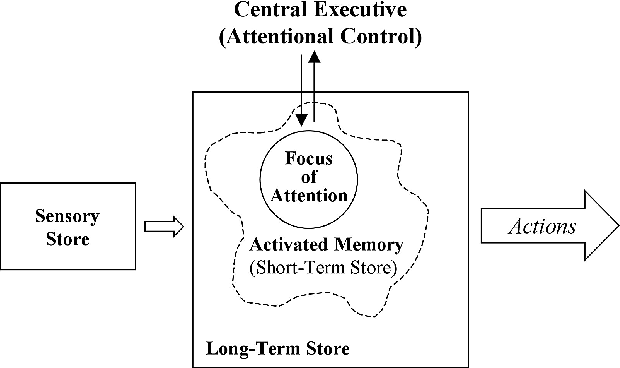 Central Executive
(Attentional Control)
Focus
of
Attention
Sensory
Store
Activated Memory
(Short-Term Store)
Actions
Long-Term Store